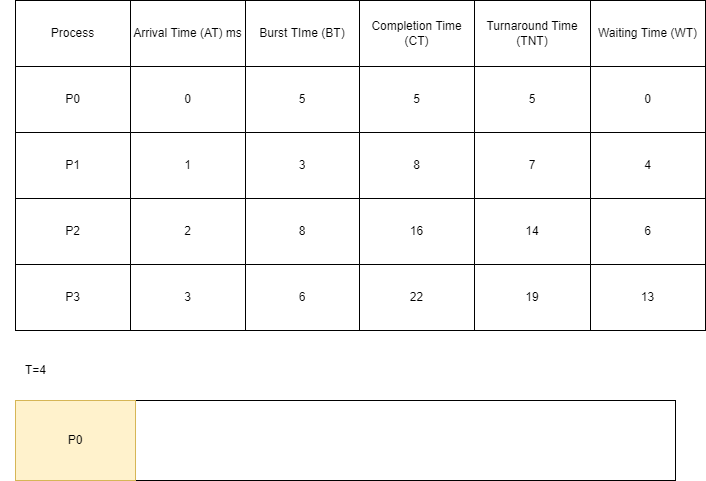 Process Arrival Time (AT) ms Burst TIme (BT) Completion Time (CT) Turnaround Time (TNT) Waiting Time (WT)
P0 0 5 5 5 0
P1 1 3 8 7 4
P2 2 8 16 14 6
P3 3 6 22 19 13
T=4
P0